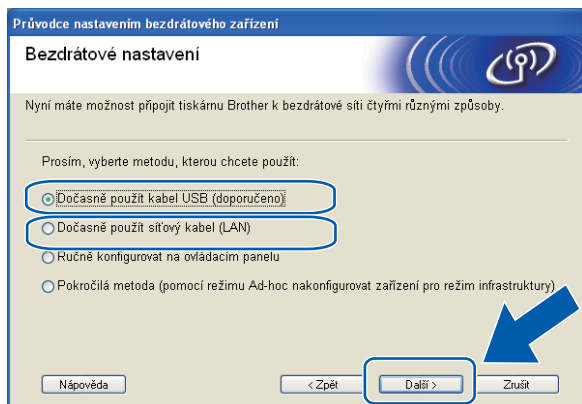 Průvodce nastavením bezdrátového zařízení
Bezdrátové nastavení
Nyní máte možnost připojit tiskárnu Brother k bezdrátové síti čtyřmi různými způsoby.
Prosím, vyberte metodu, kterou chcete použít:
Dočasně použít kabel USB (doporučeno)
Dočasně použít síťový kabel (LAN)
Ručně konfigurovat na ovládacím panelu
Pokročilá metoda (pomocí režimu Ad-hoc nakonfigurovat zařízení pro režim infrastruktury)
Nápověda < Zpět Další > Zrušit